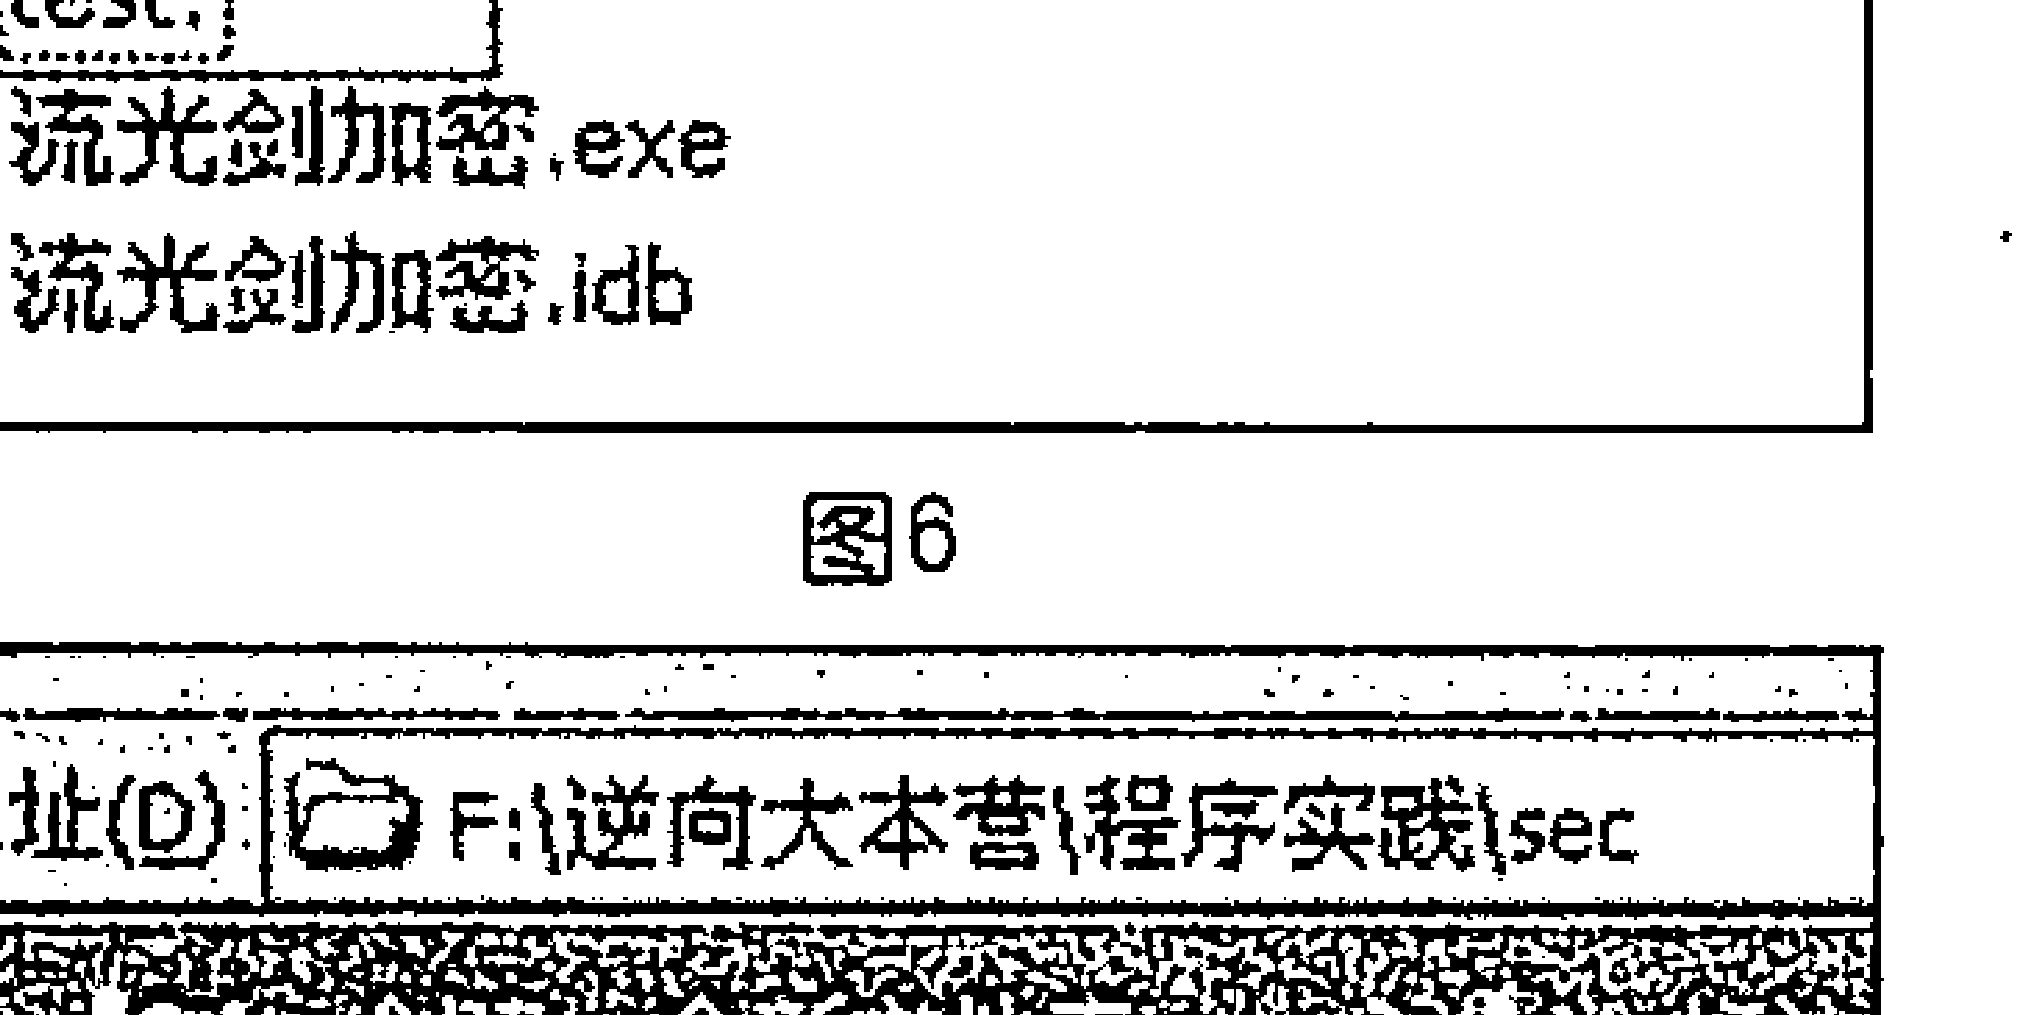 test.
流光剑加密.exe
流光剑加密.idb
图6
址(D) F:\逆向大本营\程序实践\sec